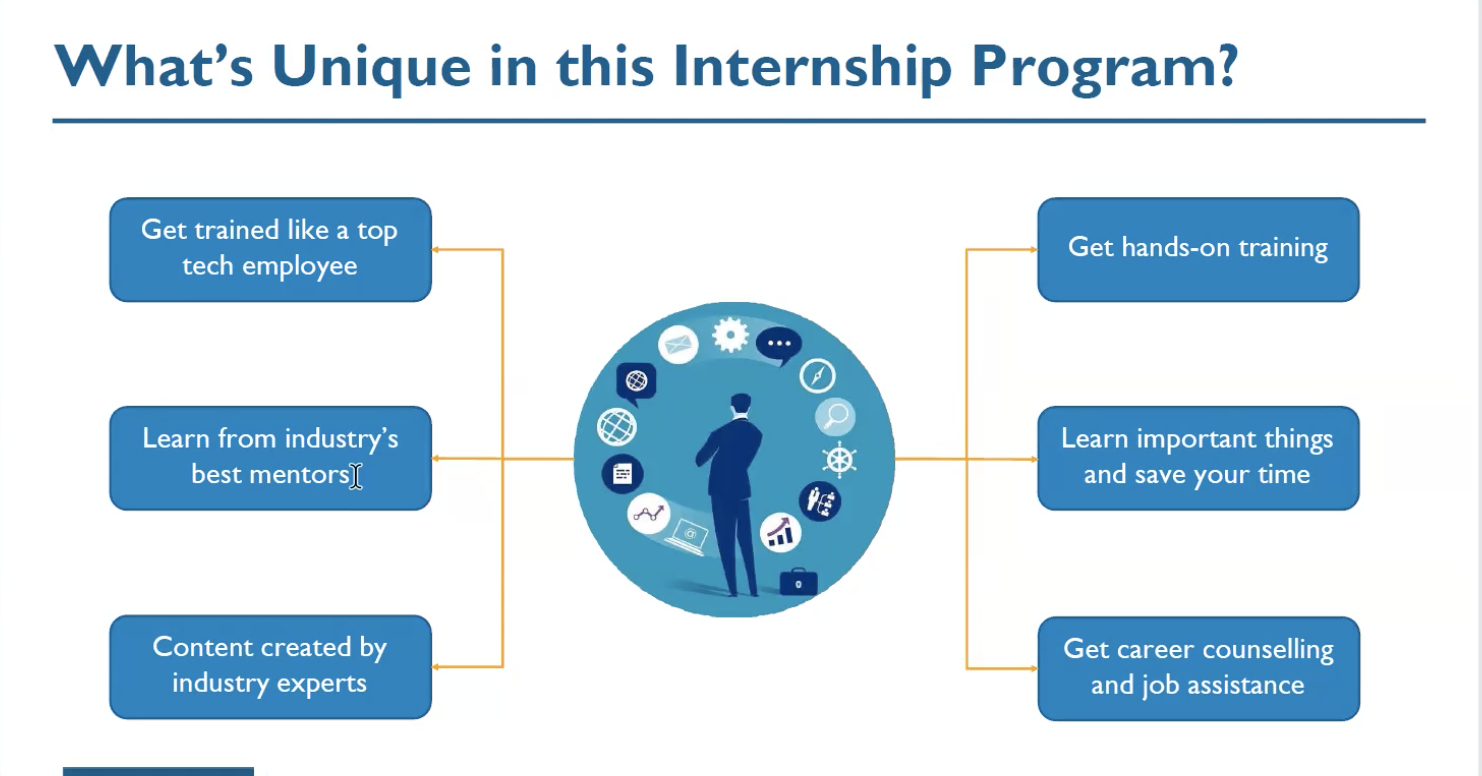 What's Unique in this Internship Program?
Get trained like a top
tech employee
Learn from industry's
best mentors
Content created by
industry experts
Get hands-on training
Learn important things
and save your time
Get career counselling
and job assistance